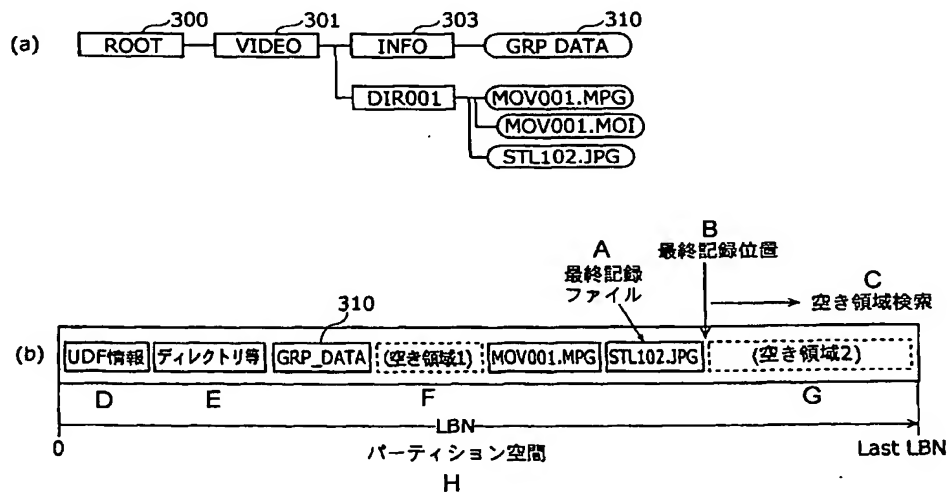 300
301
303
310
(a)
ROOT
VIDEO
INFO
GRP DATA
DIR001
MOV001.MPG
MOV001.MOI
STL102.JPG
B
最終記録位置
A
最終記録
ファイル
C
空き領域検索
310
(b)
UDF情報
ディレクトリ等
GRP_DATA
(空き領域1)
MOV001.MPG
STL102.JPG
(空き領域2)
D
E
F
G
LBN
0
パーティション空間
Last LBN
H